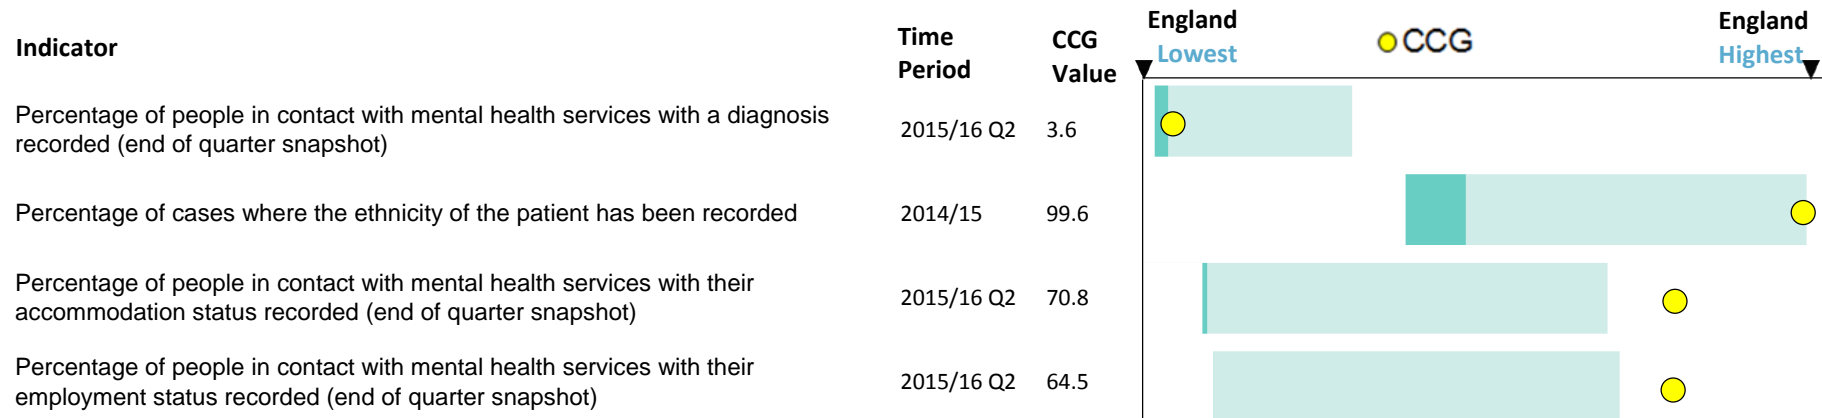 Indicator
Time
Period
CCG
Value
England
Lowest
CCG
England
Highest
Percentage of people in contact with mental health services with a diagnosis
recorded (end of quarter snapshot)
2015/16 Q2
3.6
Percentage of cases where the ethnicity of the patient has been recorded
2014/15
99.6
Percentage of people in contact with mental health services with their
accommodation status recorded (end of quarter snapshot)
2015/16 Q2
70.8
Percentage of people in contact with mental health services with their
employment status recorded (end of quarter snapshot)
2015/16 Q2
64.5